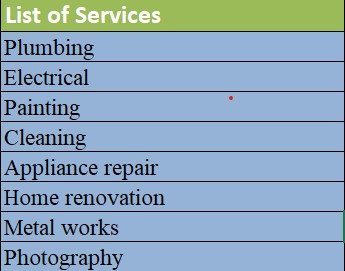 List of Services
Plumbing
Electrical
Painting
Cleaning
Appliance repair
Home renovation
Metal works
Photography